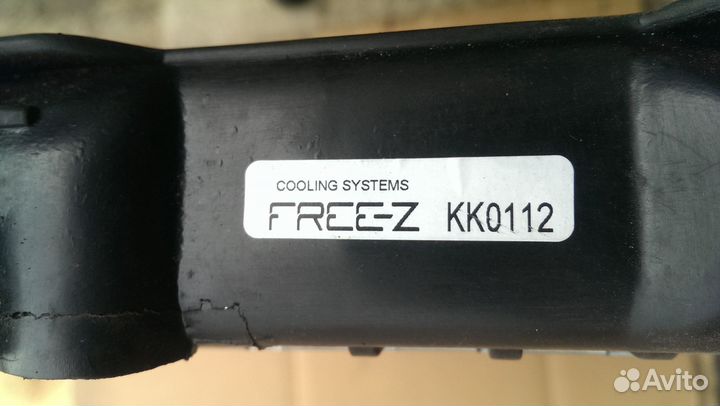 COOLING SYSTEMS
FREE-Z KK0112
Avito